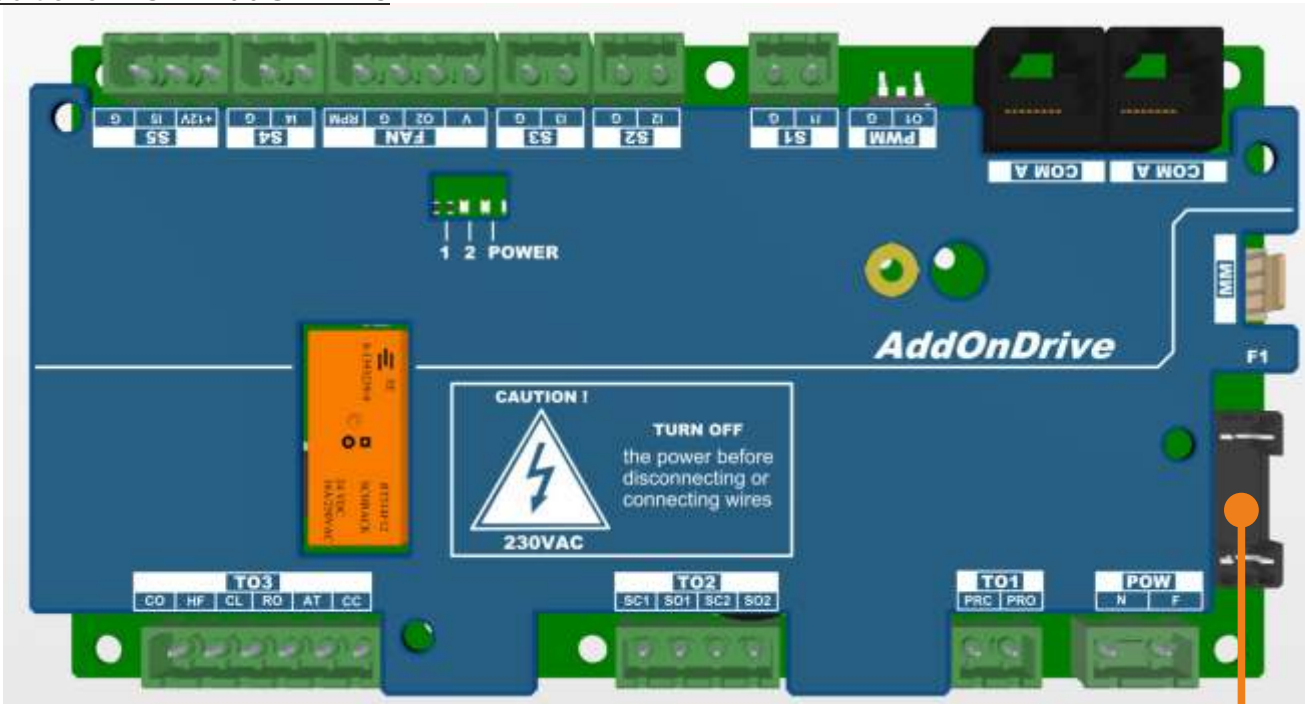 G I5 +12V
S5
G I4
S4
RPM G O2 V
FAN
G I3
S3
G I2
S2
G I1
S1
G O1
PWM
COM A
COM A
1 2 POWER
MM
AddOnDrive
F1
CAUTION !
TURN OFF
the power before
disconnecting or
connecting wires
230VAC
TO3
CO HF CL RO AT CC
TO2
SC1 SO1 SC2 SO2
TO1
PRC PRO
POW
N F